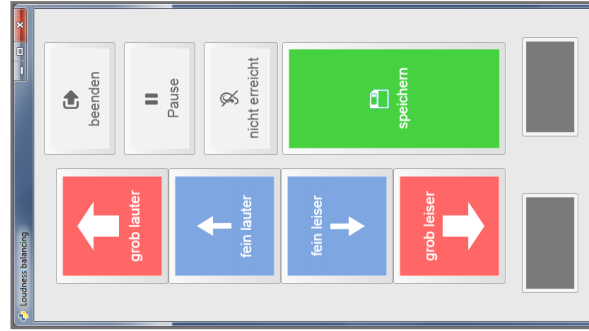 Loudness balancing
grob lauter
fein lauter
fein leiser
grob leiser
beenden
Pause
nicht erreicht
speichern